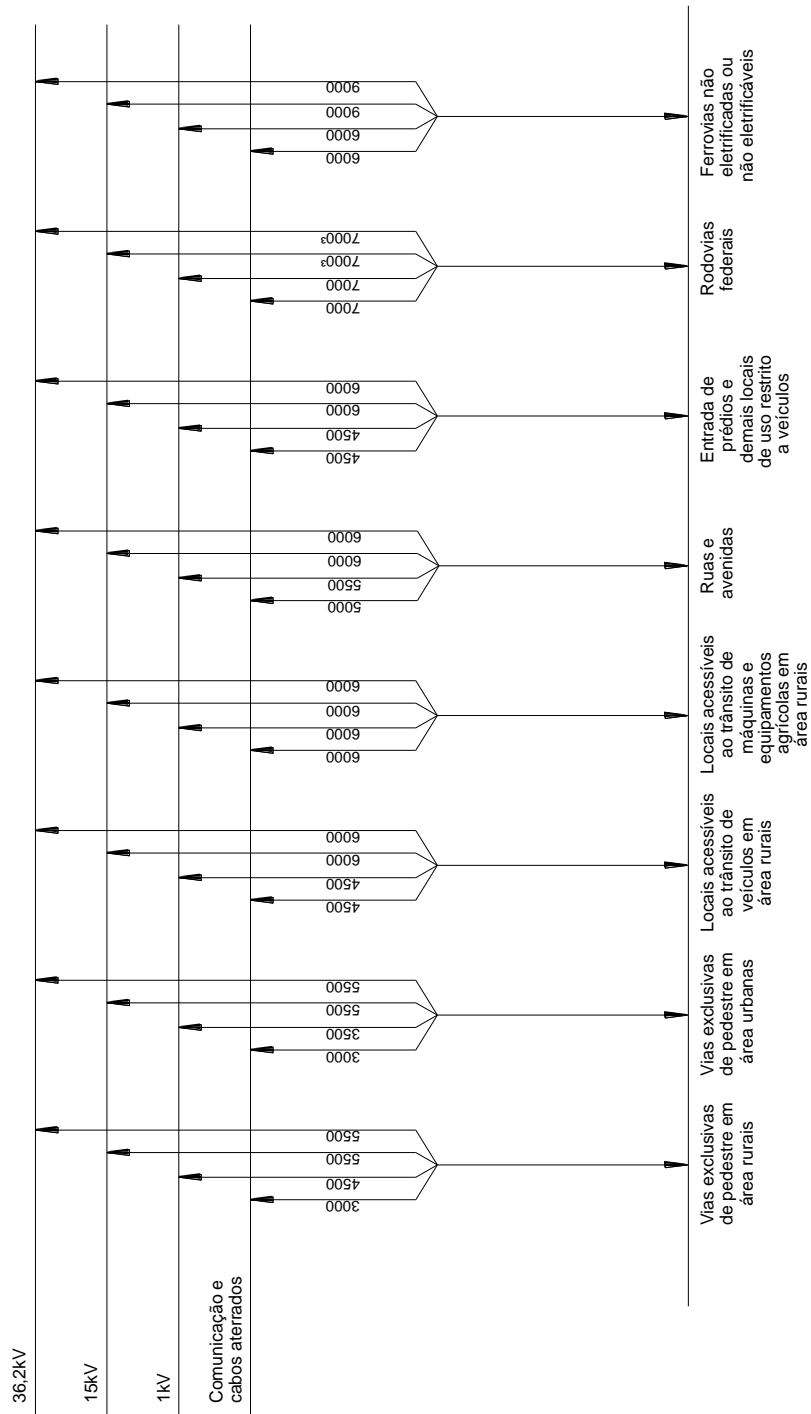 36,2kV
15kV
1kV
Comunicação e
cabos aterrados
3000
4500
5500
5500
Vias exclusivas
de pedestre em
área rurais
3000
3500
5500
5500
Vias exclusivas
de pedestre em
área urbanas
4500
4500
6000
6000
Locais acessíveis
ao trânsito de
veículos em
área rurais
6000
6000
6000
6000
Locais acessíveis
ao trânsito de
máquinas e
equipamentos
agrícolas em
área rurais
5000
5500
6000
6000
Ruas e
avenidas
4500
4500
6000
6000
Entrada de
prédios e
demais locais
de uso restrito
a veículos
7000
7000
7000³
7000³
Rodovias
federais
6000
6000
9000
9000
Ferrovias não
eletrificadas ou
não eletrificáveis